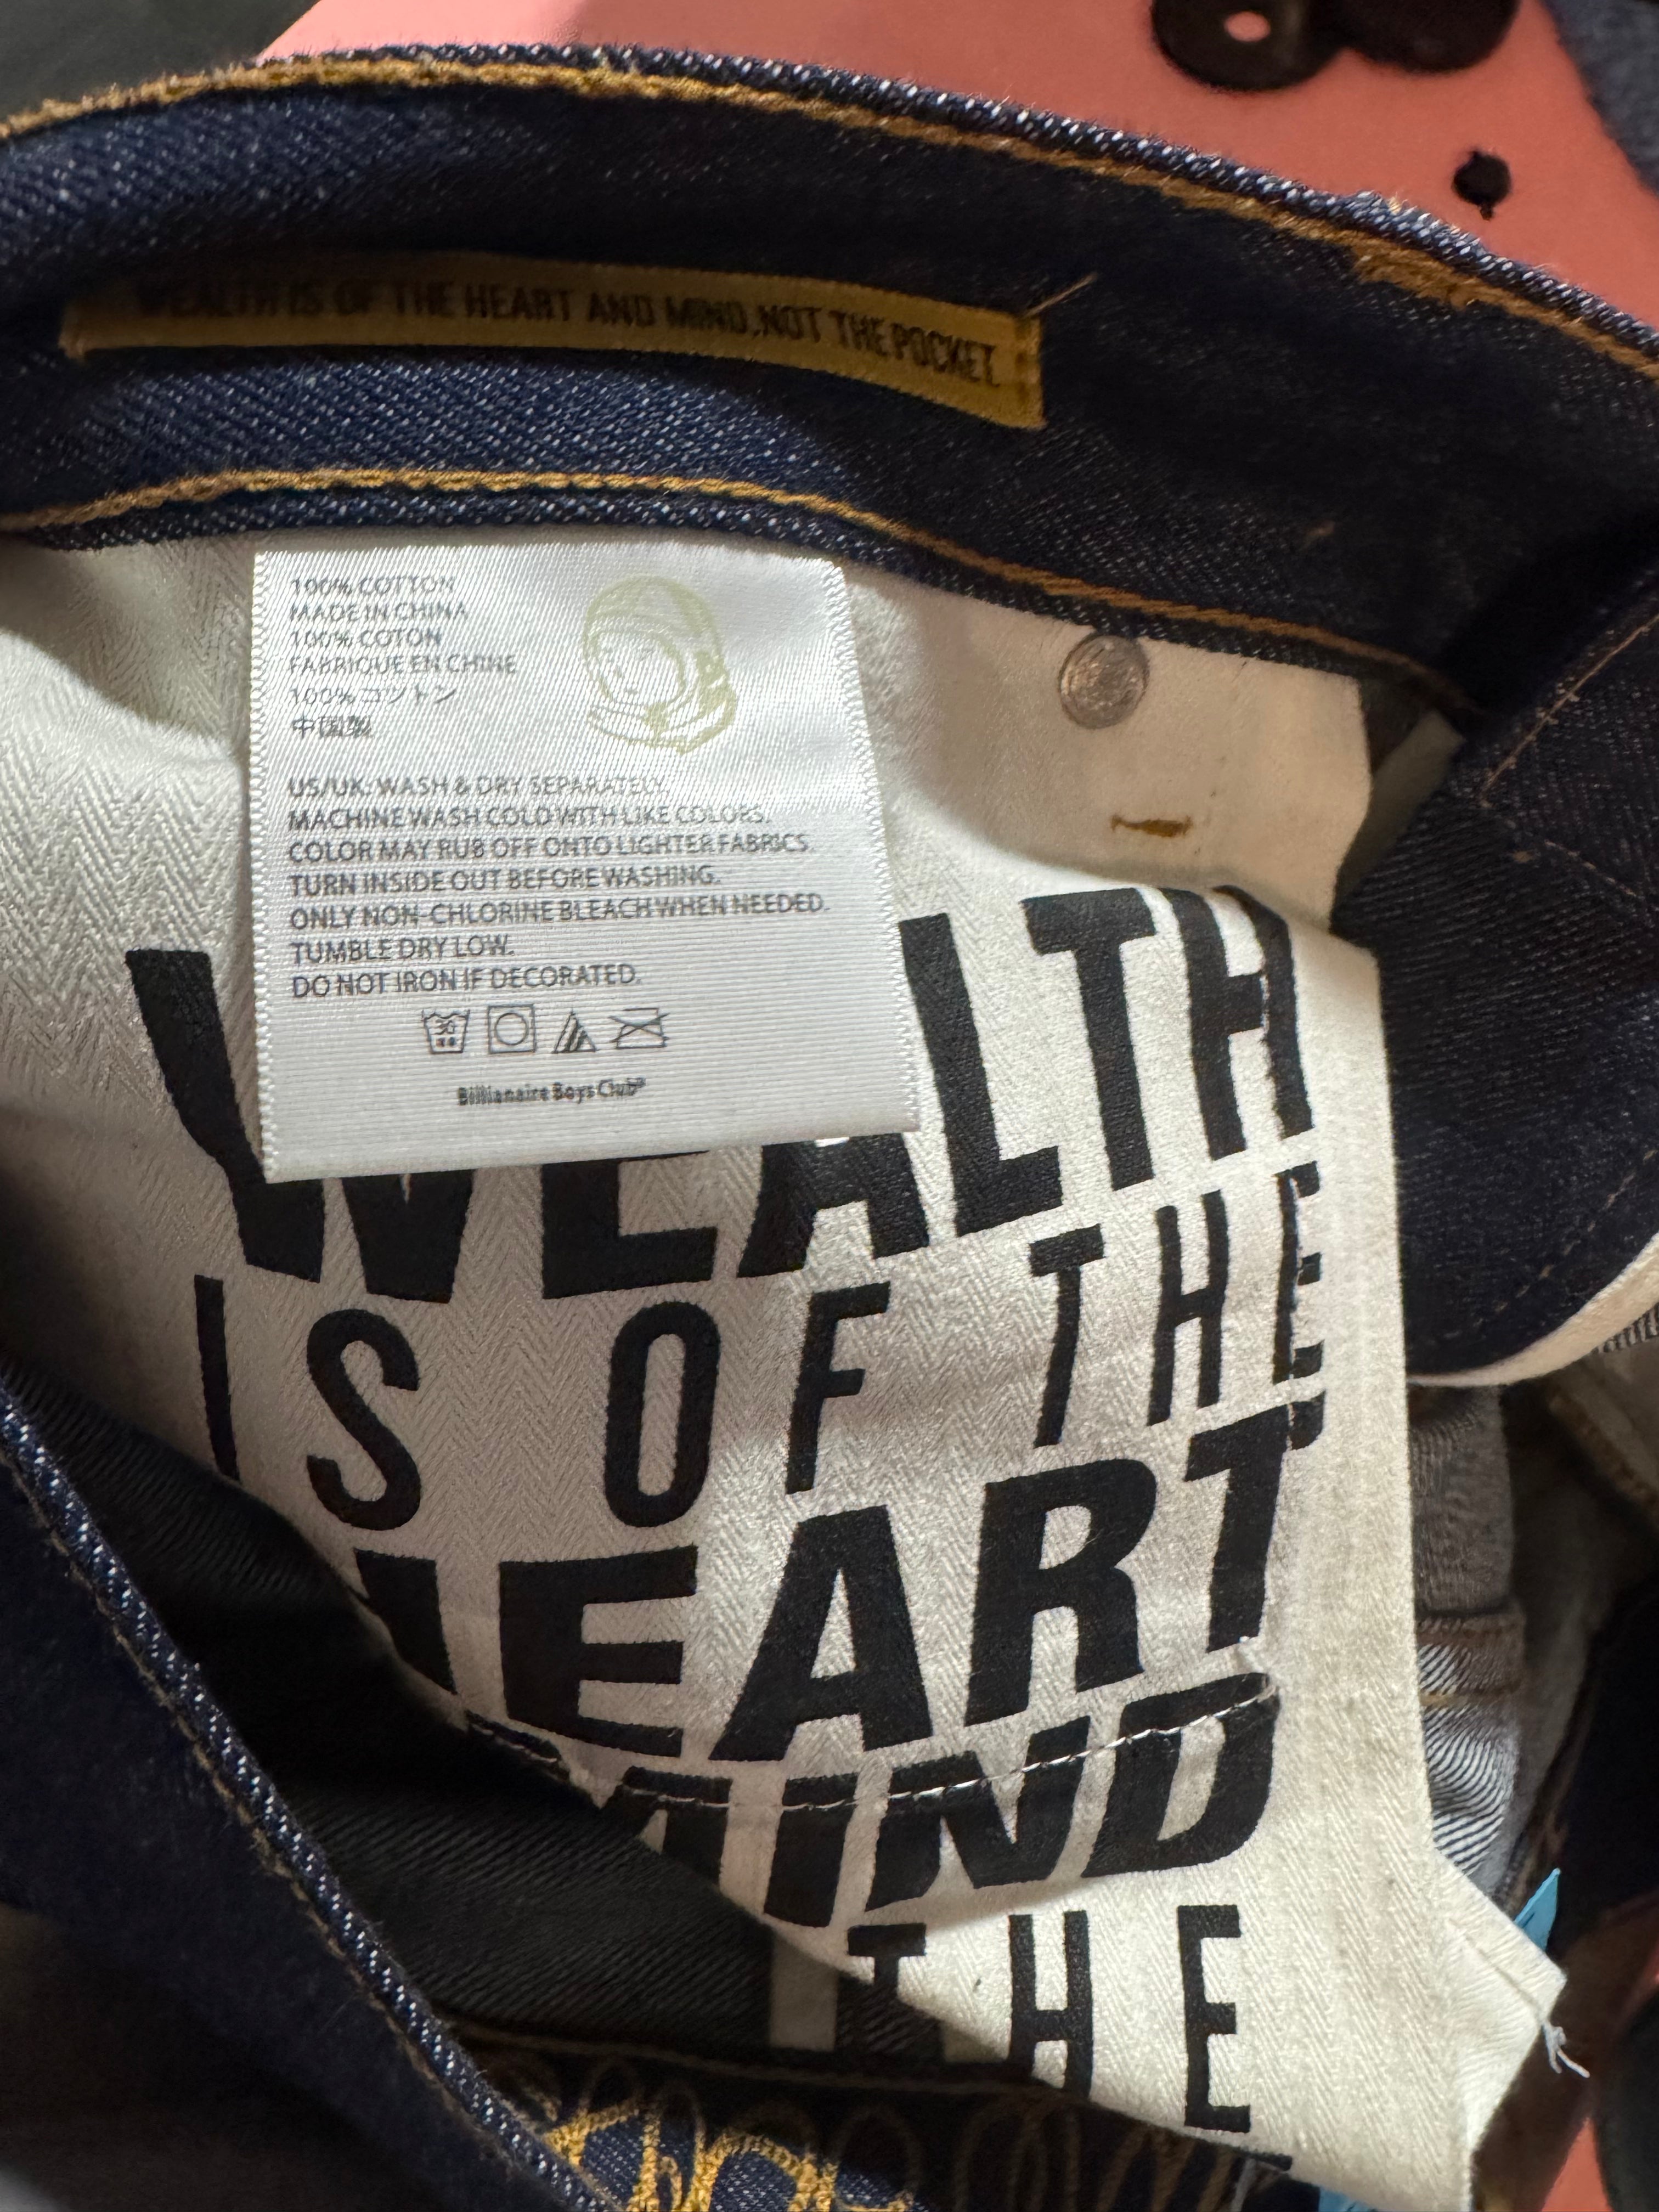 WEALTH IS OF THE HEART AND MIND.NOT THE POCKET.
100% COTTON
MADE IN CHINA
100% COTON
FABRIQUE EN CHINE
100% コットン
中国製
US/UK: WASH & DRY SEPARATELY.
MACHINE WASH COLD WITH LIKE COLORS.
COLOR MAY RUB OFF ONTO LIGHTER FABRICS.
TURN INSIDE OUT BEFORE WASHING.
ONLY NON-CHLORINE BLEACH WHEN NEEDED.
TUMBLE DRY LOW.
DO NOT IRON IF DECORATED.
30
Billionaire Boys Club®
WEALTH
IS OF THE
HEART
MIND
THE